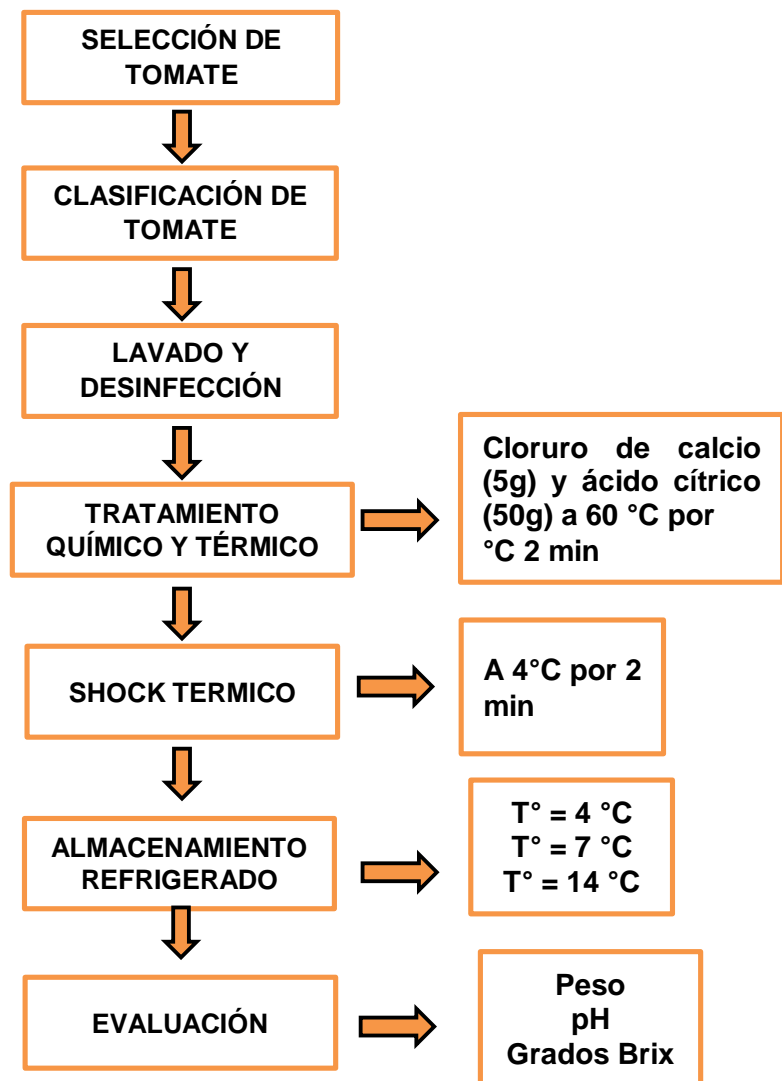 SELECCIÓN DE
TOMATE
CLASIFICACIÓN DE
TOMATE
LAVADO Y
DESINFECCIÓN
TRATAMIENTO
QUÍMICO Y TÉRMICO
Cloruro de calcio
(5g) y ácido cítrico
(50g) a 60 °C por
°C 2 min
SHOCK TERMICO
A 4°C por 2
min
ALMACENAMIENTO
REFRIGERADO
T° = 4 °C
T° = 7 °C
T° = 14 °C
EVALUACIÓN
Peso
pH
Grados Brix